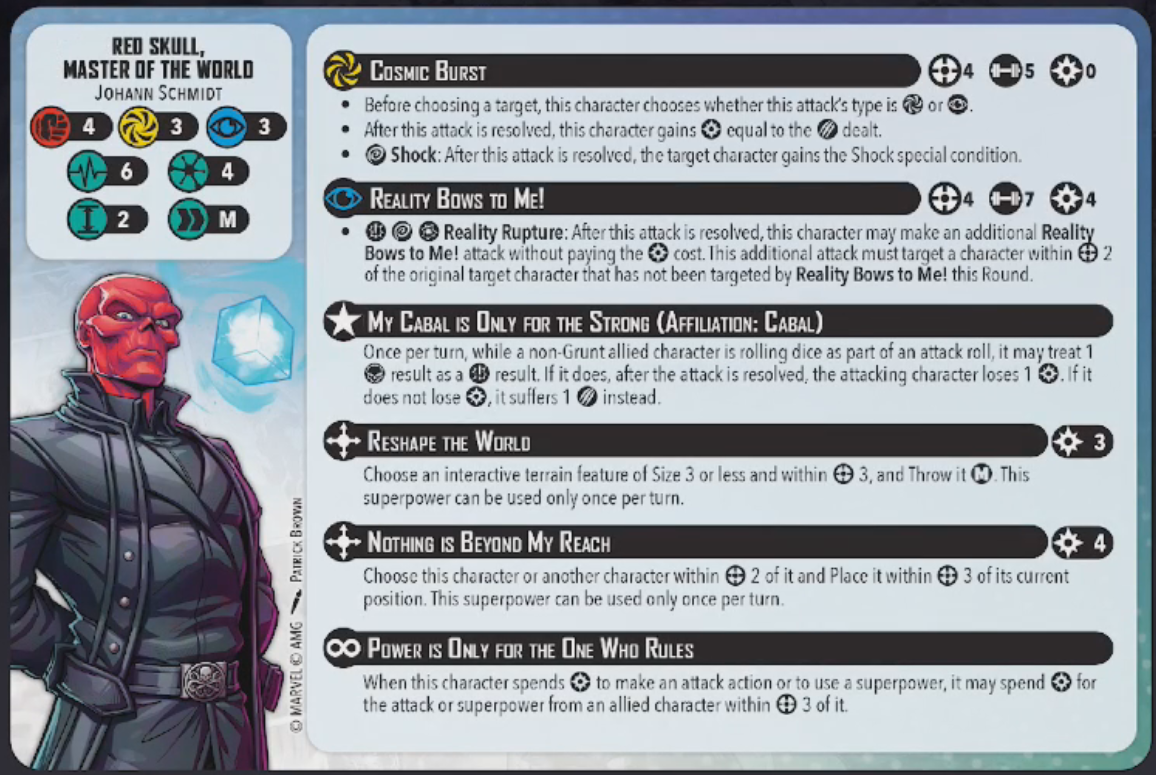 RED SKULL,
MASTER OF THE WORLD
JOHANN SCHMIDT
4 3 3
6 4
2 M
COSMIC BURST 4 5 0
• Before choosing a target, this character chooses whether this attack's type is or .
• After this attack is resolved, this character gains equal to the dealt.
• Shock: After this attack is resolved, the target character gains the Shock special condition.
REALITY BOWS TO ME! 4 7 4
• Reality Rupture: After this attack is resolved, this character may make an additional Reality
Bows to Me! attack without paying the cost. This additional attack must target a character within 2
of the original target character that has not been targeted by Reality Bows to Me! this Round.
MY CABAL IS ONLY FOR THE STRONG (AFFILIATION: CABAL)
Once per turn, while a non-Grunt allied character is rolling dice as part of an attack roll, it may treat 1
result as a result. If it does, after the attack is resolved, the attacking character loses 1 . If it
does not lose , it suffers 1 instead.
RESHAPE THE WORLD 3
Choose an interactive terrain feature of Size 3 or less and within 3, and Throw it M. This
superpower can be used only once per turn.
NOTHING IS BEYOND MY REACH 4
Choose this character or another character within 2 of it and Place it within 3 of its current
position. This superpower can be used only once per turn.
POWER IS ONLY FOR THE ONE WHO RULES
When this character spends to make an attack action or to use a superpower, it may spend for
the attack or superpower from an allied character within 3 of it.
© MARVEL © AMG PATRICK BROWN